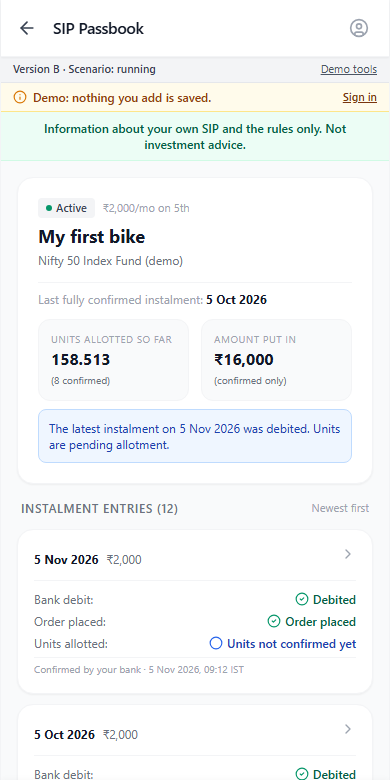 SIP Passbook
Version B · Scenario: running
Demo tools
Demo: nothing you add is saved.
Sign in
Information about your own SIP and the rules only. Not
investment advice.
Active
₹2,000/mo on 5th
My first bike
Nifty 50 Index Fund (demo)
Last fully confirmed instalment: 5 Oct 2026
UNITS ALLOTTED SO FAR
158.513
(8 confirmed)
AMOUNT PUT IN
₹16,000
(confirmed only)
The latest instalment on 5 Nov 2026 was debited. Units
are pending allotment.
INSTALMENT ENTRIES (12)
Newest first
5 Nov 2026 ₹2,000
Bank debit: Debited
Order placed: Order placed
Units allotted: Units not confirmed yet
Confirmed by your bank · 5 Nov 2026, 09:12 IST
5 Oct 2026 ₹2,000
Bank debit: Debited